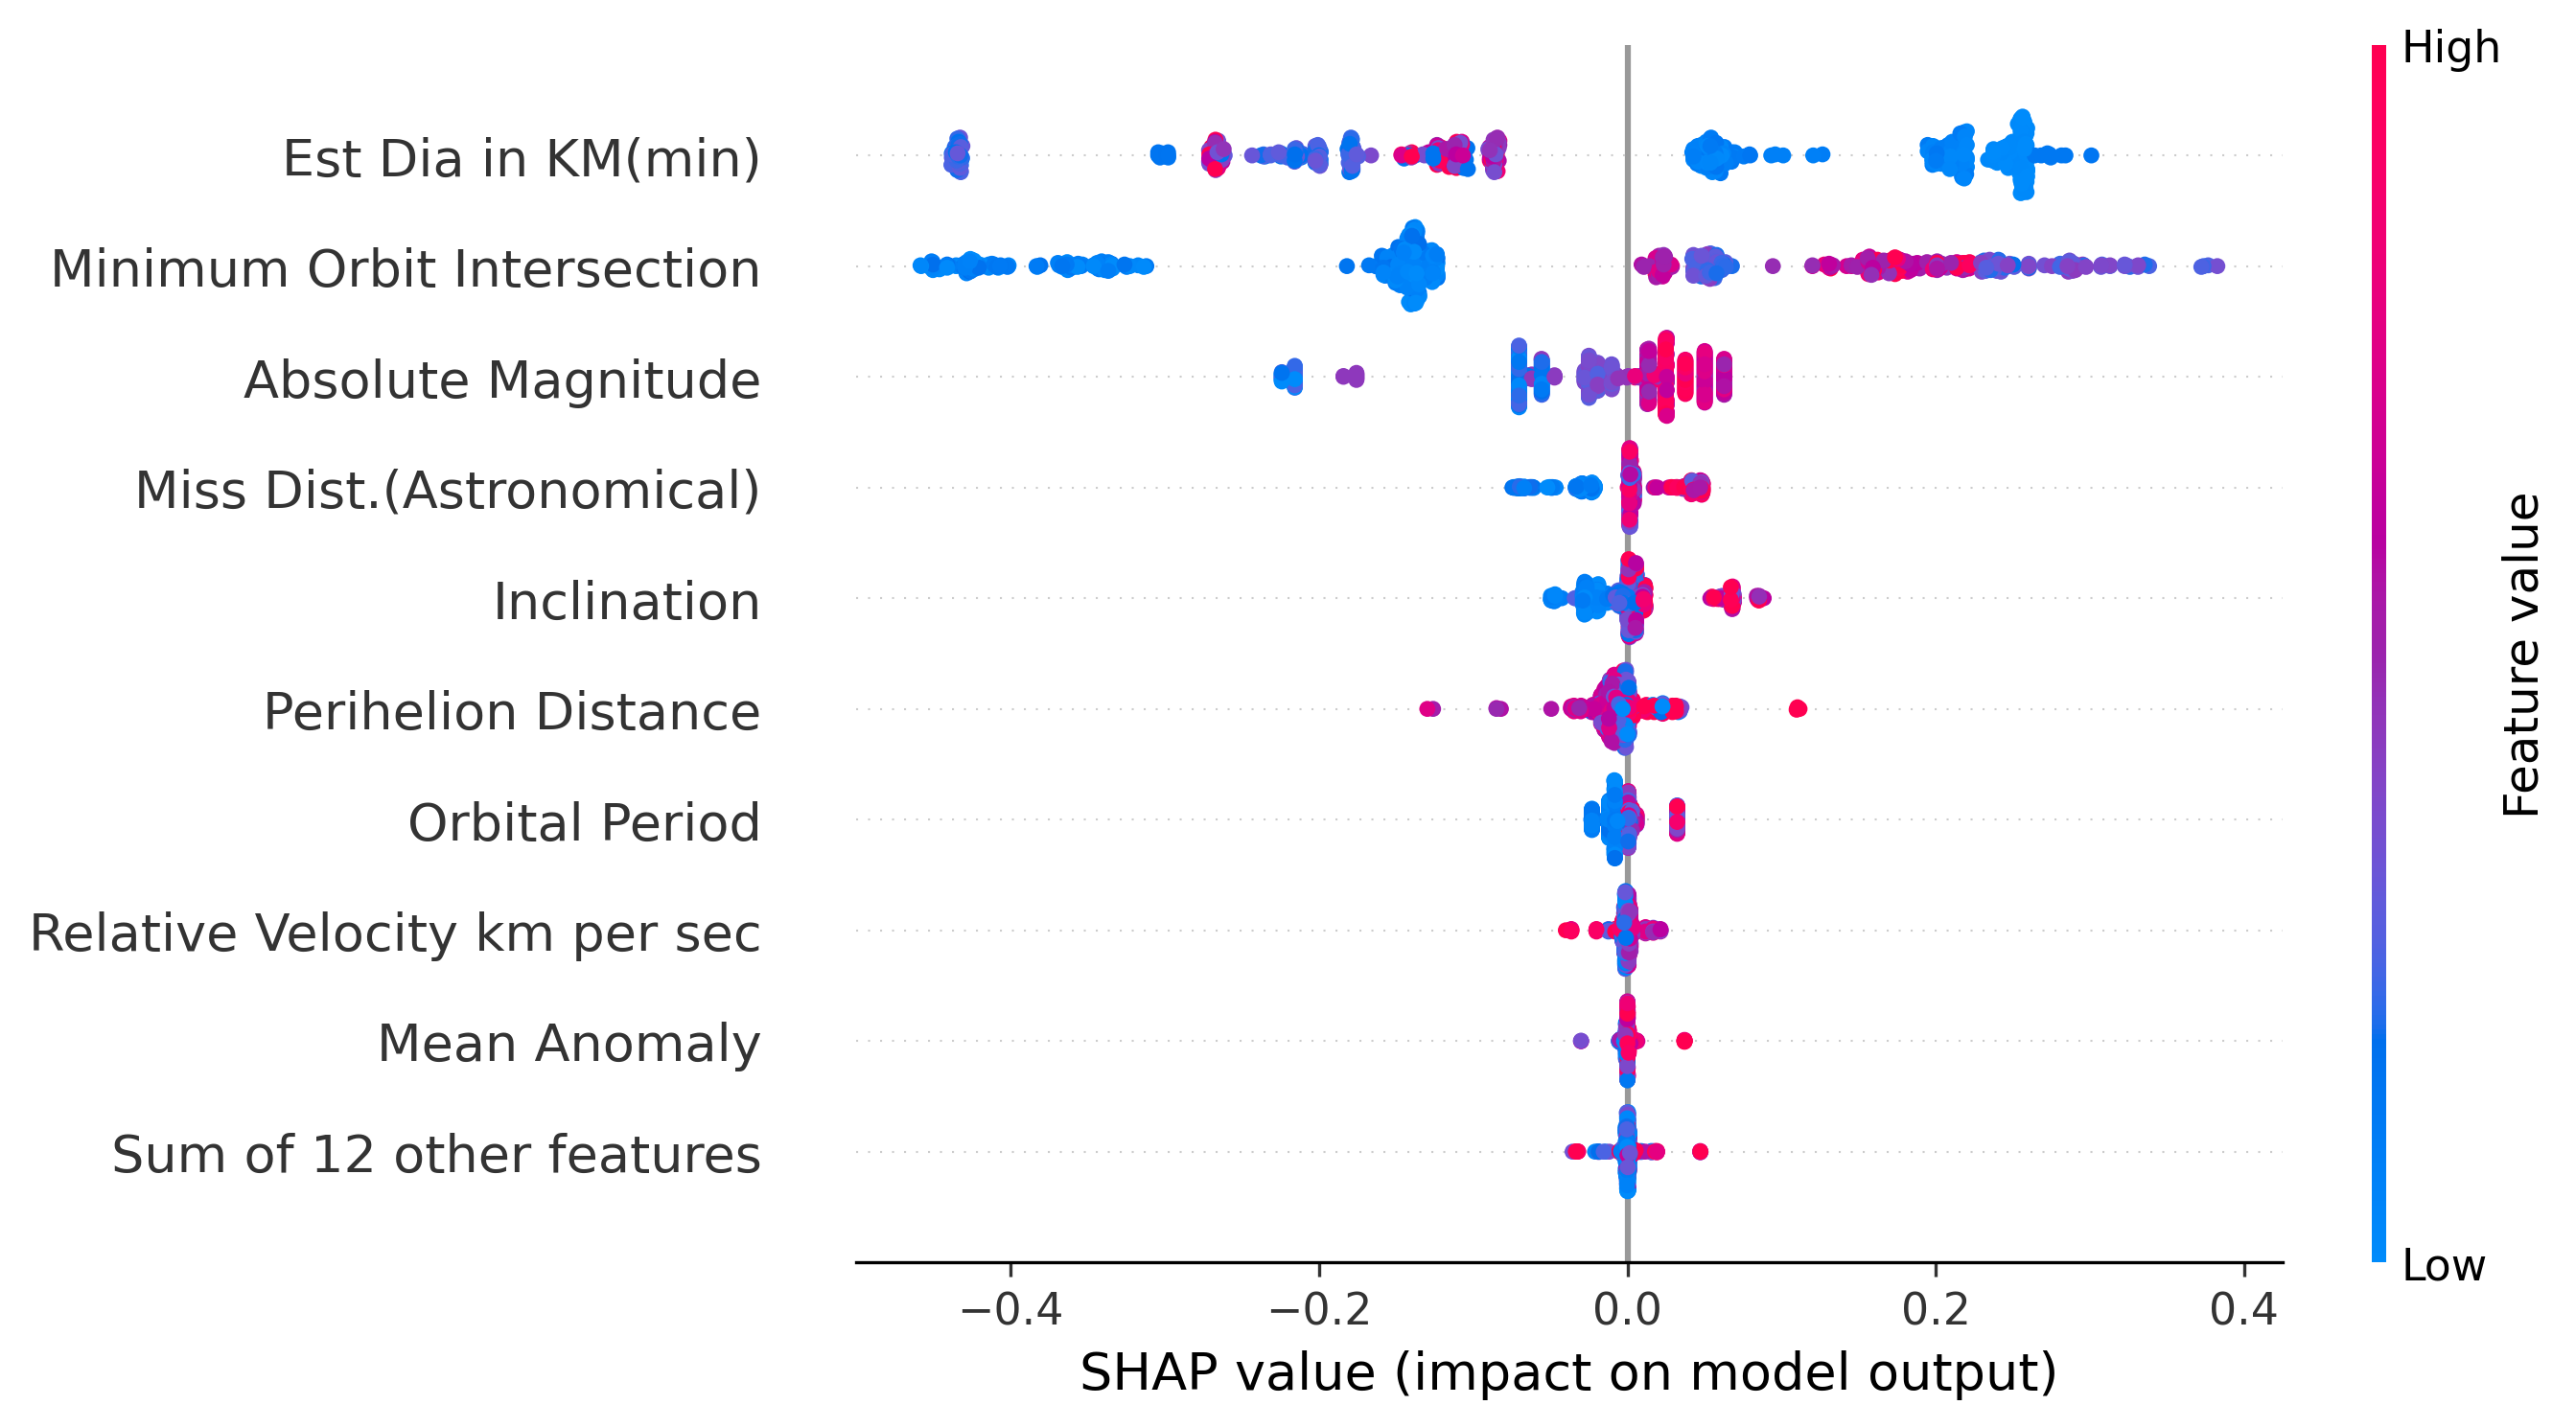 High
Est Dia in KM(min)
Minimum Orbit Intersection
Absolute Magnitude
Miss Dist.(Astronomical)
Inclination
Perihelion Distance
Orbital Period
Relative Velocity km per sec
Mean Anomaly
Sum of 12 other features
Feature value
Low
−0.4 −0.2 0.0 0.2 0.4
SHAP value (impact on model output)